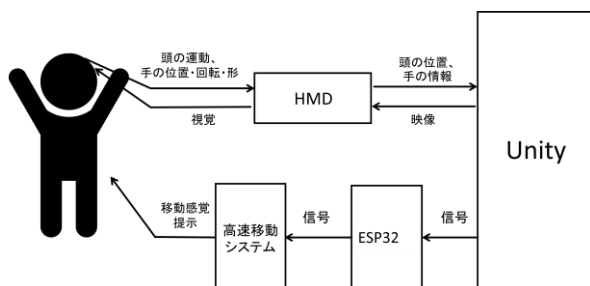 頭の運動、
手の位置・回転・形
頭の位置、
手の情報
HMD
視覚
映像
Unity
移動感覚
提示
高速移動
システム
信号
ESP32
信号